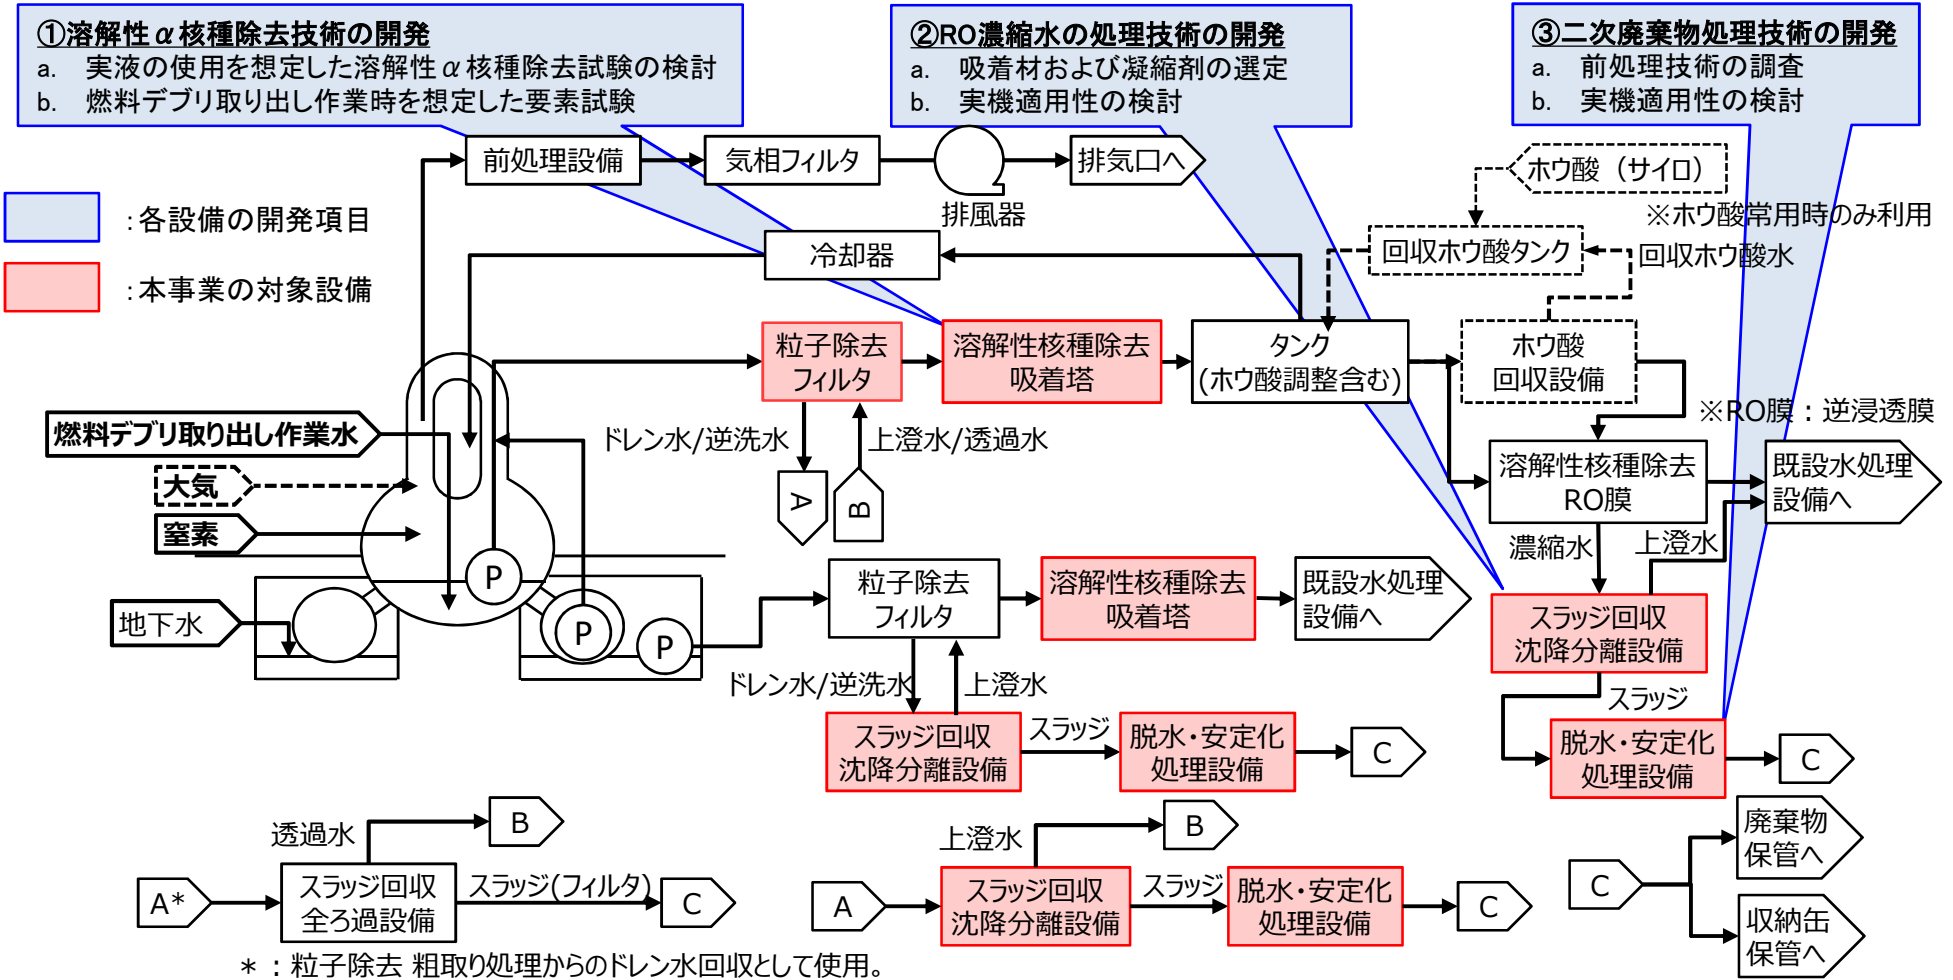 ①溶解性α核種除去技術の開発
a. 実液の使用を想定した溶解性α核種除去試験の検討
b. 燃料デブリ取り出し作業時を想定した要素試験
②RO濃縮水の処理技術の開発
a. 吸着材および凝縮剤の選定
b. 実機適用性の検討
③二次廃棄物処理技術の開発
a. 前処理技術の調査
b. 実機適用性の検討
前処理設備
気相フィルタ
排風器
排気口へ
ホウ酸（サイロ）
※ホウ酸常用時のみ利用
：各設備の開発項目
：本事業の対象設備
冷却器
回収ホウ酸タンク
回収ホウ酸水
粒子除去
フィルタ
溶解性核種除去
吸着塔
タンク
(ホウ酸調整含む)
ホウ酸
回収設備
※RO膜：逆浸透膜
燃料デブリ取り出し作業水
大気
窒素
地下水
P
P
P
ドレン水/逆洗水
上澄水/透過水
A
B
溶解性核種除去
RO膜
既設水処理
設備へ
濃縮水
上澄水
粒子除去
フィルタ
溶解性核種除去
吸着塔
既設水処理
設備へ
スラッジ回収
沈降分離設備
ドレン水/逆洗水
上澄水
スラッジ
スラッジ回収
沈降分離設備
スラッジ
脱水・安定化
処理設備
C
脱水・安定化
処理設備
C
透過水
B
A*
スラッジ回収
全ろ過設備
スラッジ(フィルタ)
C
上澄水
B
A
スラッジ回収
沈降分離設備
スラッジ
脱水・安定化
処理設備
C
C
廃棄物
保管へ
収納缶
保管へ
＊：粒子除去 粗取り処理からのドレン水回収として使用。